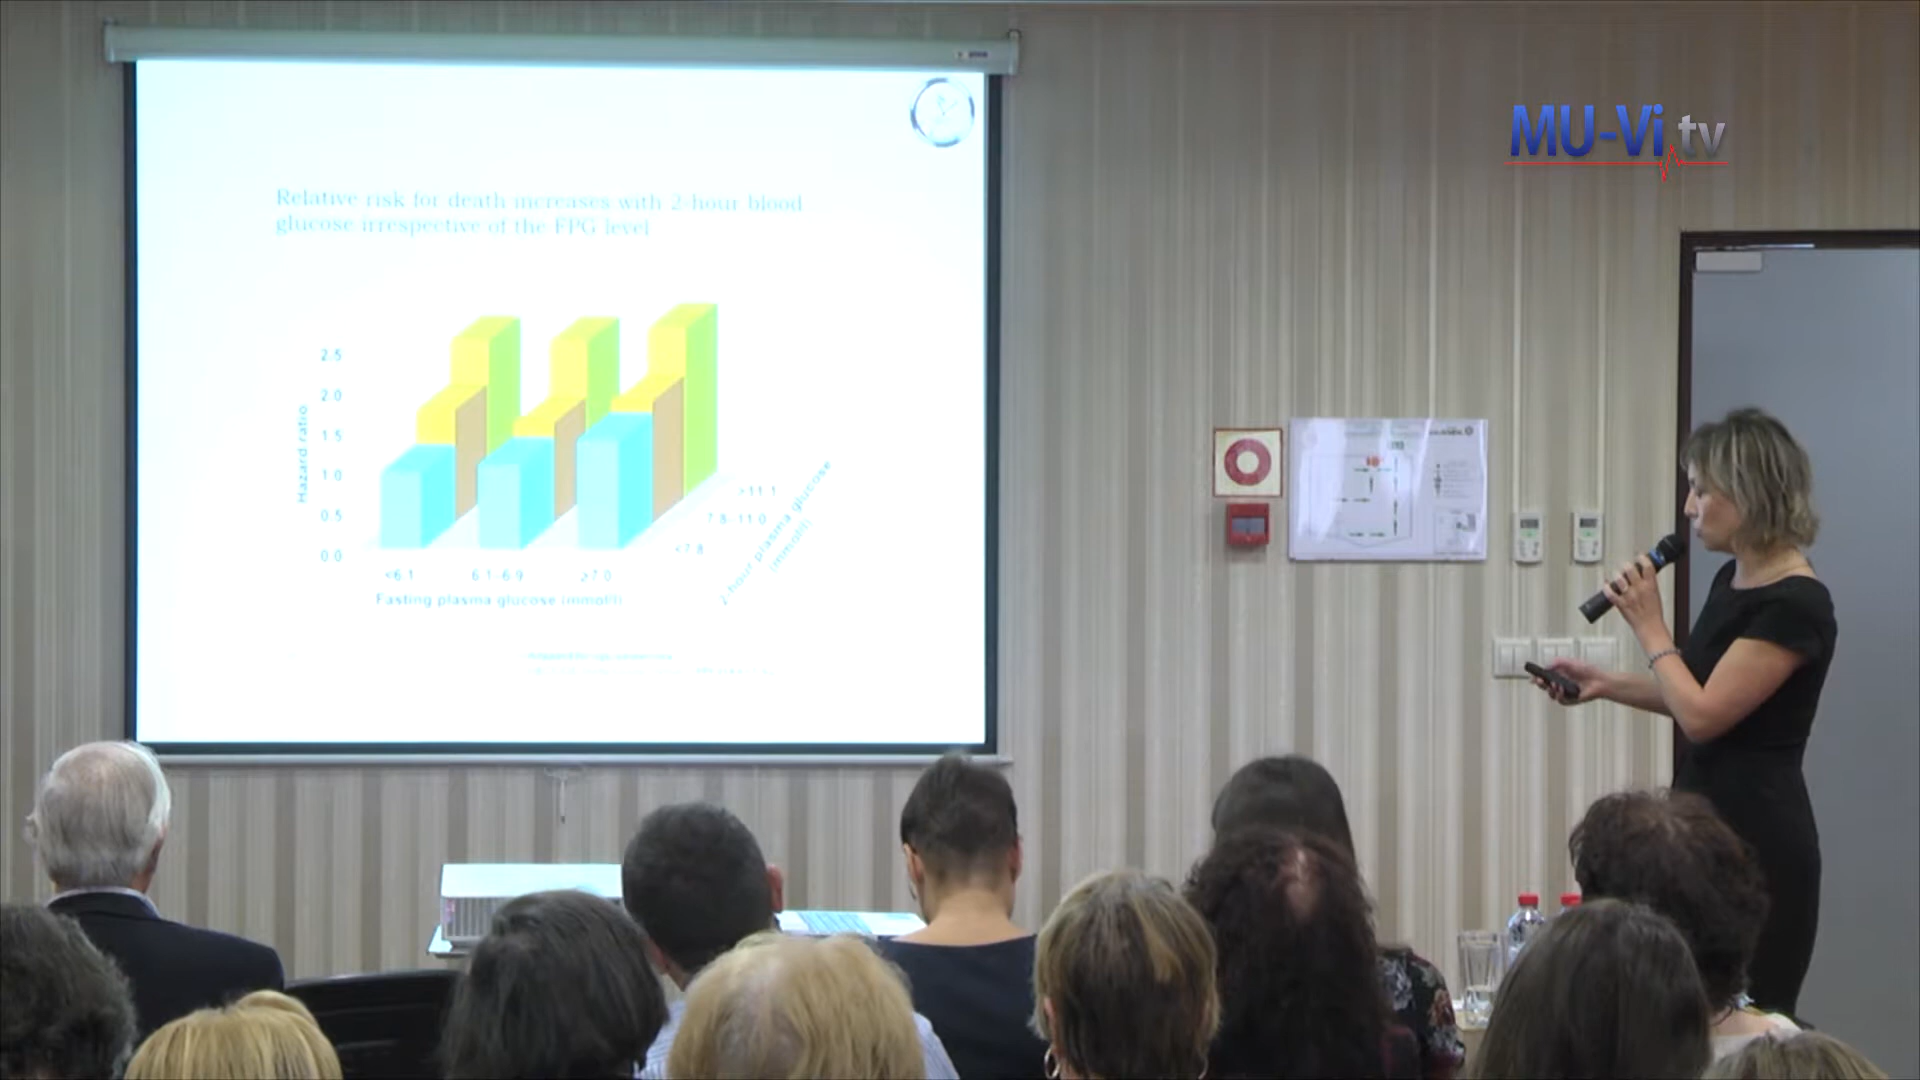 MU-Vi.tv
Relative risk for death increases with 2-hour blood
glucose irrespective of the FPG level
2.5
2.0
1.5
1.0
0.5
0.0
Hazard ratio
<6.1
6.1-6.9
≥7.0
Fasting plasma glucose (mmol/l)
>11.1
7.8-11.0
<7.8
2-hour plasma glucose
(mmol/l)